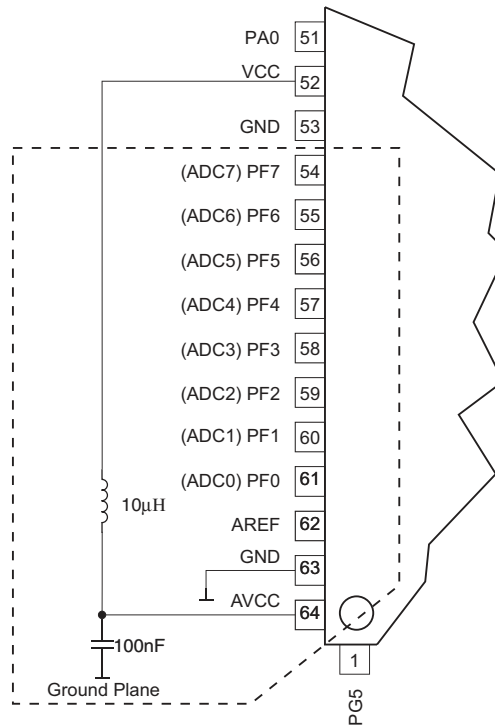 PA0 51
VCC 52
GND 53
(ADC7) PF7 54
(ADC6) PF6 55
(ADC5) PF5 56
(ADC4) PF4 57
(ADC3) PF3 58
(ADC2) PF2 59
(ADC1) PF1 60
(ADC0) PF0 61
10μH
AREF 62
GND 63
AVCC 64
100nF
Ground Plane
1
PG5